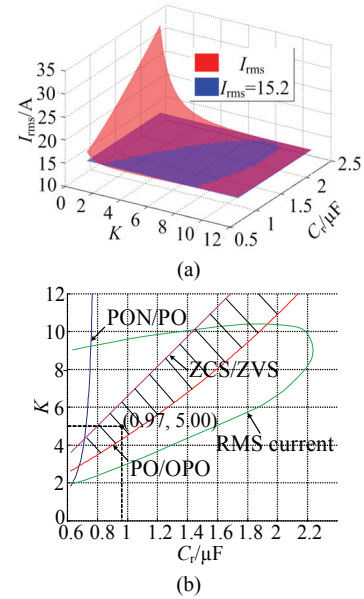 35
30
25
20
15
10
I_rms/A
I_rms
I_rms=15.2
0
2
4
6
8
10
12
K
0.5
1
1.5
2
2.5
C_r/μF
(a)
12
10
8
6
4
2
0
K
PON/PO
ZCS/ZVS
(0.97, 5.00)
PO/OPO
RMS current
0.6 0.8 1 1.2 1.4 1.6 1.8 2 2.2
C_r/μF
(b)